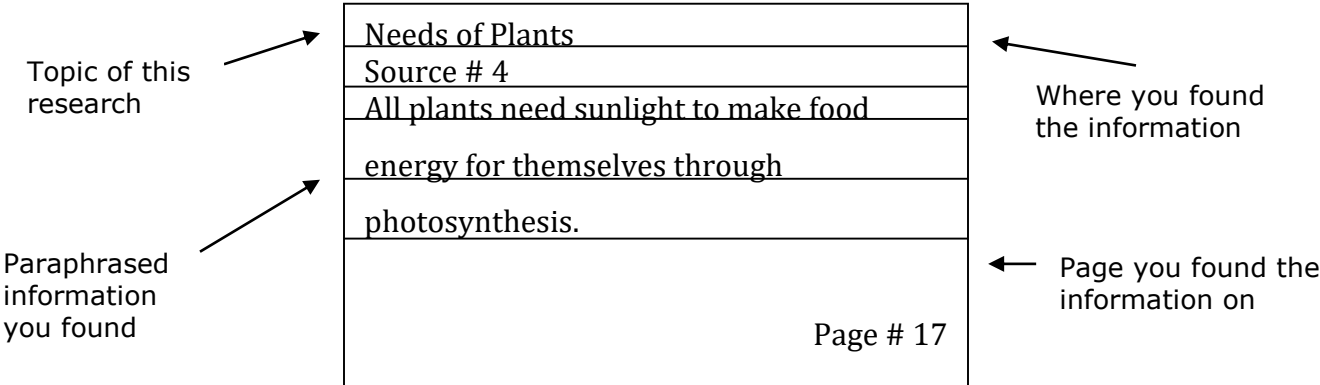 Topic of this
research
Needs of Plants
Source # 4
All plants need sunlight to make food
energy for themselves through
photosynthesis.
Page # 17
Where you found
the information
Paraphrased
information
you found
Page you found the
information on